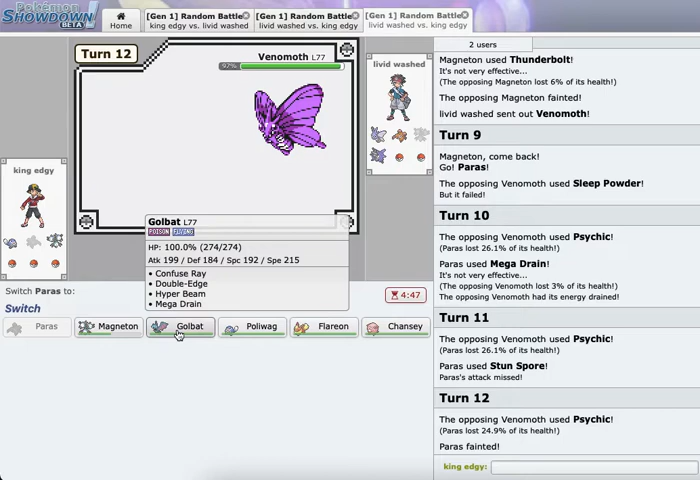 Pokémon
SHOWDOWN!
BETA
Home
[Gen 1] Random Battle
king edgy vs. livid washed
[Gen 1] Random Battle
livid washed vs. king edgy
[Gen 1] Random Battle
livid washed vs. king edgy
Turn 12
Venomoth L77
97%
livid washed
king edgy
Golbat L77
POISON FLYING
HP: 100.0% (274/274)
Atk 199 / Def 184 / Spc 192 / Spe 215
• Confuse Ray
• Double-Edge
• Hyper Beam
• Mega Drain
Switch Paras to:
4:47
Switch
Paras
Magneton
Golbat
Poliwag
Flareon
Chansey
2 users
Magneton used Thunderbolt!
It's not very effective...
(The opposing Magneton lost 6% of its health!)
The opposing Magneton fainted!
livid washed sent out Venomoth!
Turn 9
Magneton, come back!
Go! Paras!
The opposing Venomoth used Sleep Powder!
But it failed!
Turn 10
The opposing Venomoth used Psychic!
(Paras lost 26.1% of its health!)
Paras used Mega Drain!
It's not very effective...
(The opposing Venomoth lost 3% of its health!)
The opposing Venomoth had its energy drained!
Turn 11
The opposing Venomoth used Psychic!
(Paras lost 26.1% of its health!)
Paras used Stun Spore!
Paras's attack missed!
Turn 12
The opposing Venomoth used Psychic!
(Paras lost 24.9% of its health!)
Paras fainted!
king edgy: